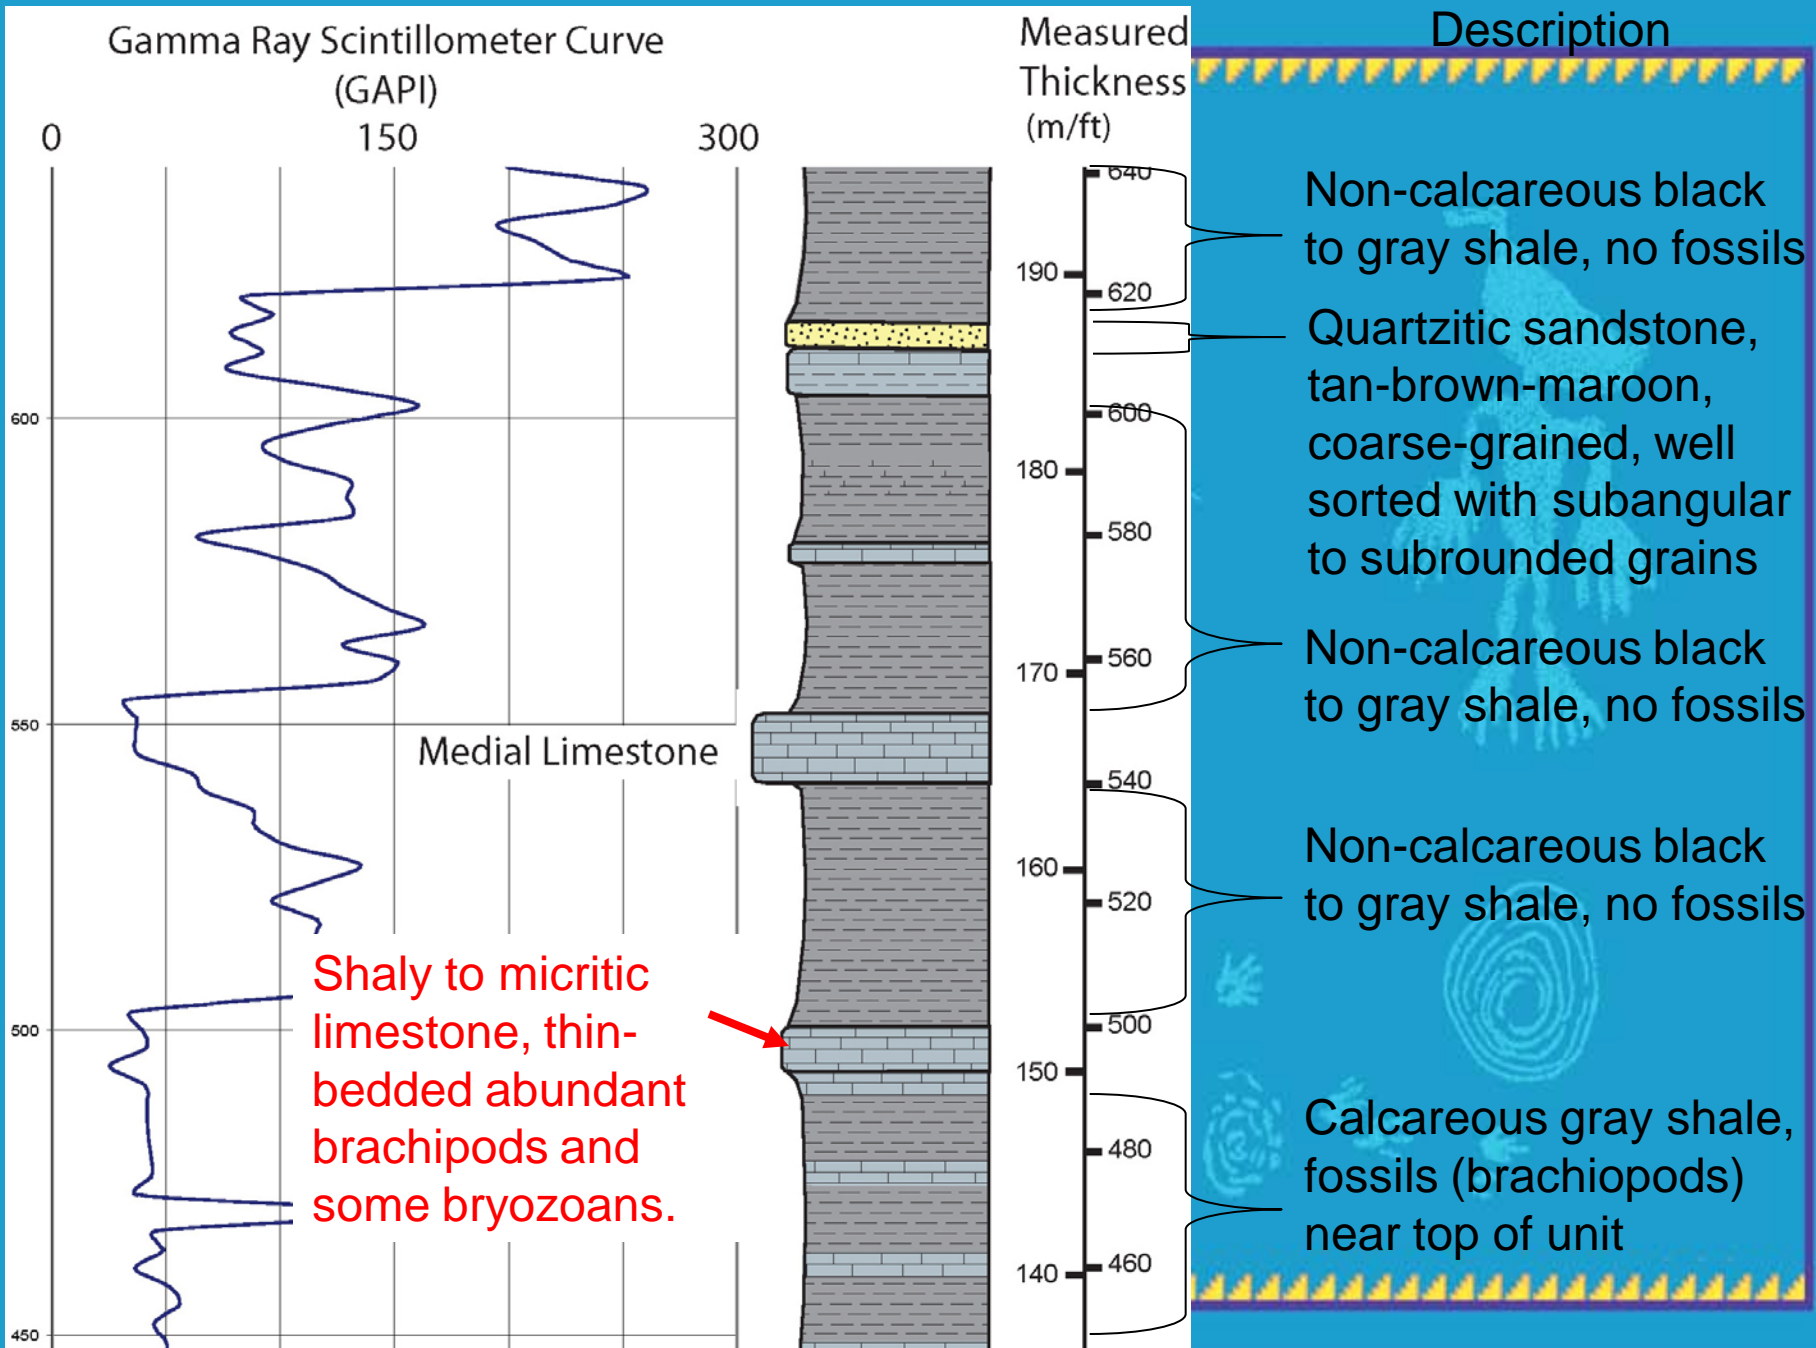 Gamma Ray Scintillometer Curve
(GAPI)
0 150 300
600
550
500
450
Medial Limestone
Shaly to micritic
limestone, thin-
bedded abundant
brachipods and
some bryozoans.
Measured
Thickness
(m/ft)
640
190
620
600
180
580
560
170
540
160
520
500
150
480
460
140
Description
Non-calcareous black
to gray shale, no fossils
Quartzitic sandstone,
tan-brown-maroon,
coarse-grained, well
sorted with subangular
to subrounded grains
Non-calcareous black
to gray shale, no fossils
Non-calcareous black
to gray shale, no fossils
Calcareous gray shale,
fossils (brachiopods)
near top of unit